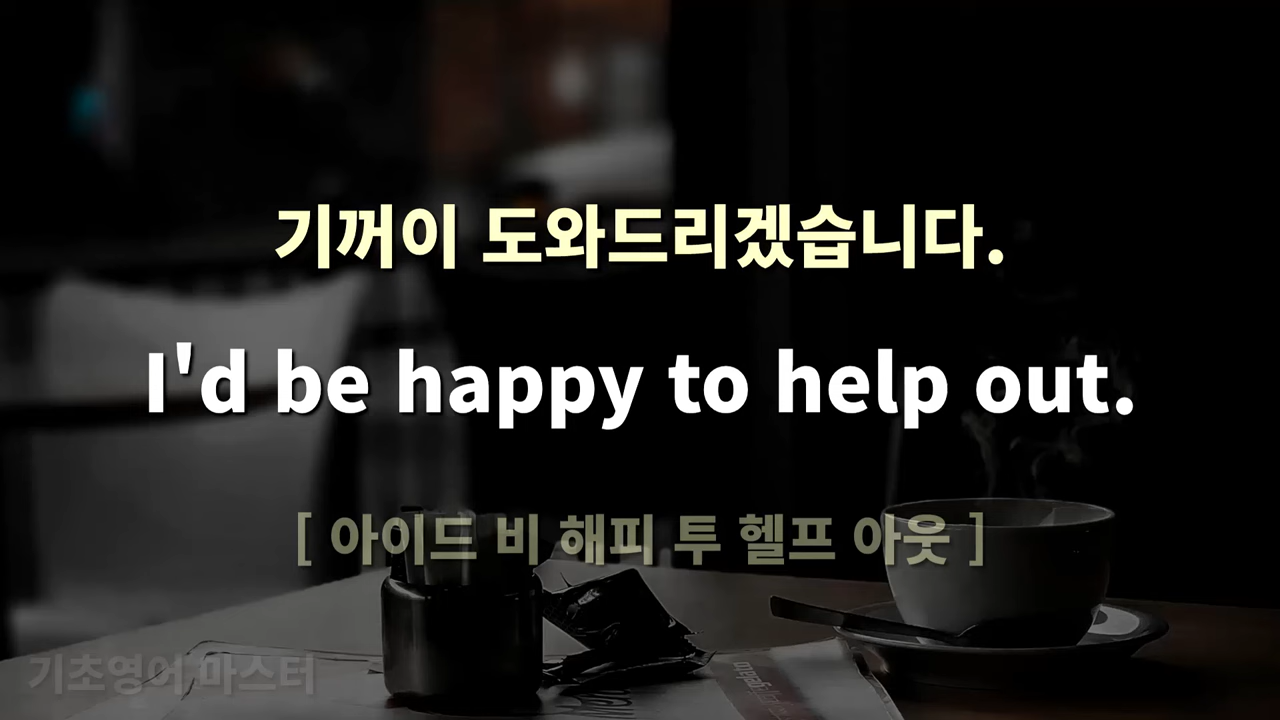 기꺼이 도와드리겠습니다.
I'd be happy to help out.
[ 아이드 비 해피 투 헬프 아웃 ]
기초영어 마스터